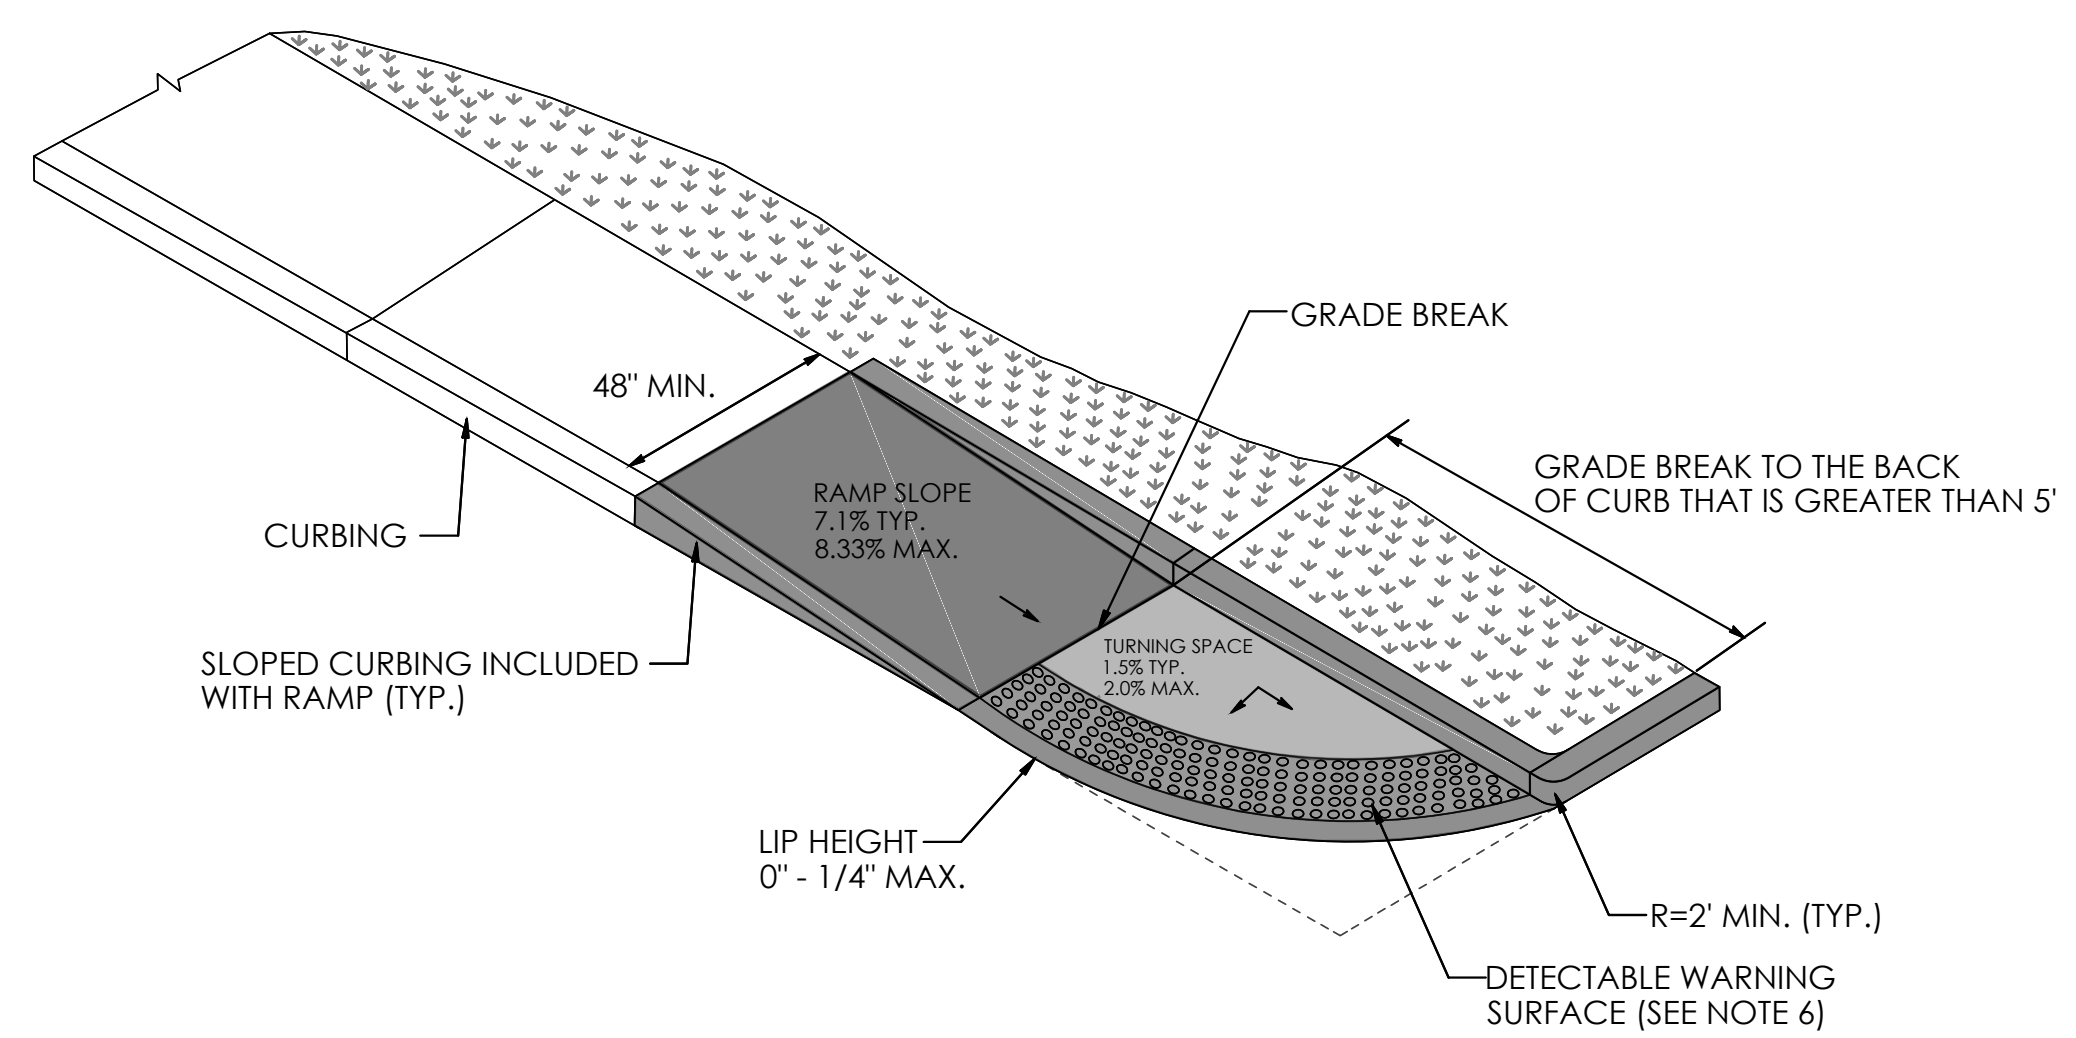 GRADE BREAK
48" MIN.
GRADE BREAK TO THE BACK
OF CURB THAT IS GREATER THAN 5'
RAMP SLOPE
7.1% TYP.
8.33% MAX.
CURBING
TURNING SPACE
1.5% TYP.
2.0% MAX.
SLOPED CURBING INCLUDED
WITH RAMP (TYP.)
LIP HEIGHT
0" - 1/4" MAX.
R=2' MIN. (TYP.)
DETECTABLE WARNING
SURFACE (SEE NOTE 6)